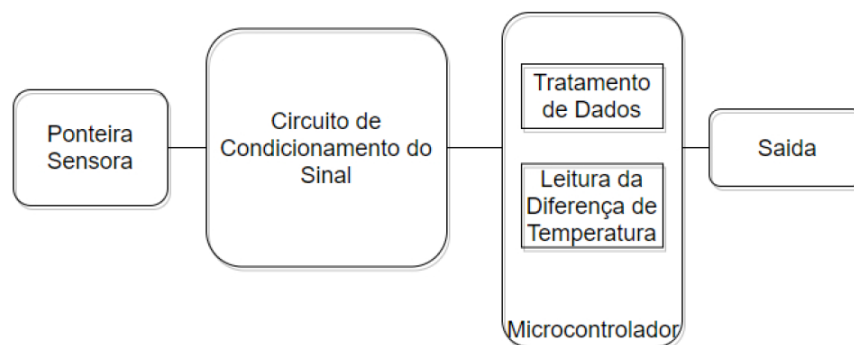 Ponteira
Sensora
Circuito de
Condicionamento do
Sinal
Tratamento
de Dados
Leitura da
Diferença de
Temperatura
Microcontrolador
Saida